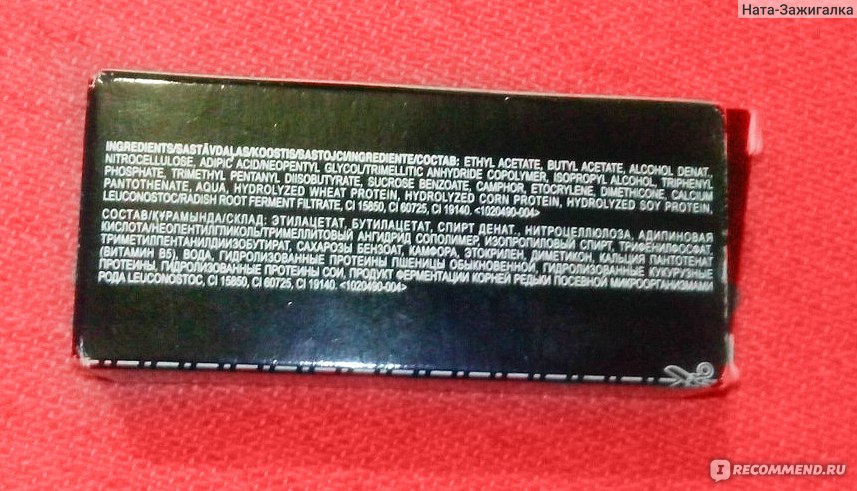 Ната-Зажигалка
INGREDIENTS/SASTĀVDAĻAS/KOOSTIS/SASTOJCI/INGREDIENTE/СОСТАВ: ETHYL ACETATE, BUTYL ACETATE, ALCOHOL DENAT,
NITROCELLULOSE, ADIPIC ACID/NEOPENTYL GLYCOL/TRIMELLITIC ANHYDRIDE COPOLYMER, ISOPROPYL ALCOHOL, TRIPHENYL
PHOSPHATE, TRIMETHYL PENTANYL DIISOBUTYRATE, SUCROSE BENZOATE, CAMPHOR, ETOCRYLENE, DIMETHICONE, CALCIUM
PANTOTHENATE, AQUA, HYDROLYZED WHEAT PROTEIN, HYDROLYZED CORN PROTEIN, HYDROLYZED SOY PROTEIN,
LEUCONOSTOC/RADISH ROOT FERMENT FILTRATE, CI 15850, CI 60725, CI 19140. <1020490-004>
СОСТАВ/ҚҰРАМЫНДА/СКЛАД: ЭТИЛАЦЕТАТ, БУТИЛАЦЕТАТ, СПИРТ ДЕНАТ, НИТРОЦЕЛЛЮЛОЗА, АДИПИНОВАЯ
КИСЛОТА/НЕОПЕНТИЛГЛИКОЛЬ/ТРИМЕЛЛИТОВЫЙ АНГИДРИД СОПОЛИМЕР, ИЗОПРОПИЛОВЫЙ СПИРТ, ТРИФЕНИЛФОСФАТ,
ТРИМЕТИЛПЕНТАНИЛДИИЗОБУТИРАТ, САХАРОЗЫ БЕНЗОАТ, КАМФОРА, ЭТОКРИЛЕН, ДИМЕТИКОН, КАЛЬЦИЯ ПАНТОТЕНАТ
(ВИТАМИН B5), ВОДА, ГИДРОЛИЗОВАННЫЕ ПРОТЕИНЫ ПШЕНИЦЫ ОБЫКНОВЕННОЙ, ГИДРОЛИЗОВАННЫЕ КУКУРУЗНЫЕ
ПРОТЕИНЫ, ГИДРОЛИЗОВАННЫЕ ПРОТЕИНЫ СОИ, ПРОДУКТ ФЕРМЕНТАЦИИ КОРНЕЙ РЕДЬКИ ПОСЕВНОЙ МИКРООРГАНИЗМАМИ
РОДА LEUCONOSTOC, CI 15850, CI 60725, CI 19140. <1020490-004>
IRECOMMEND.RU